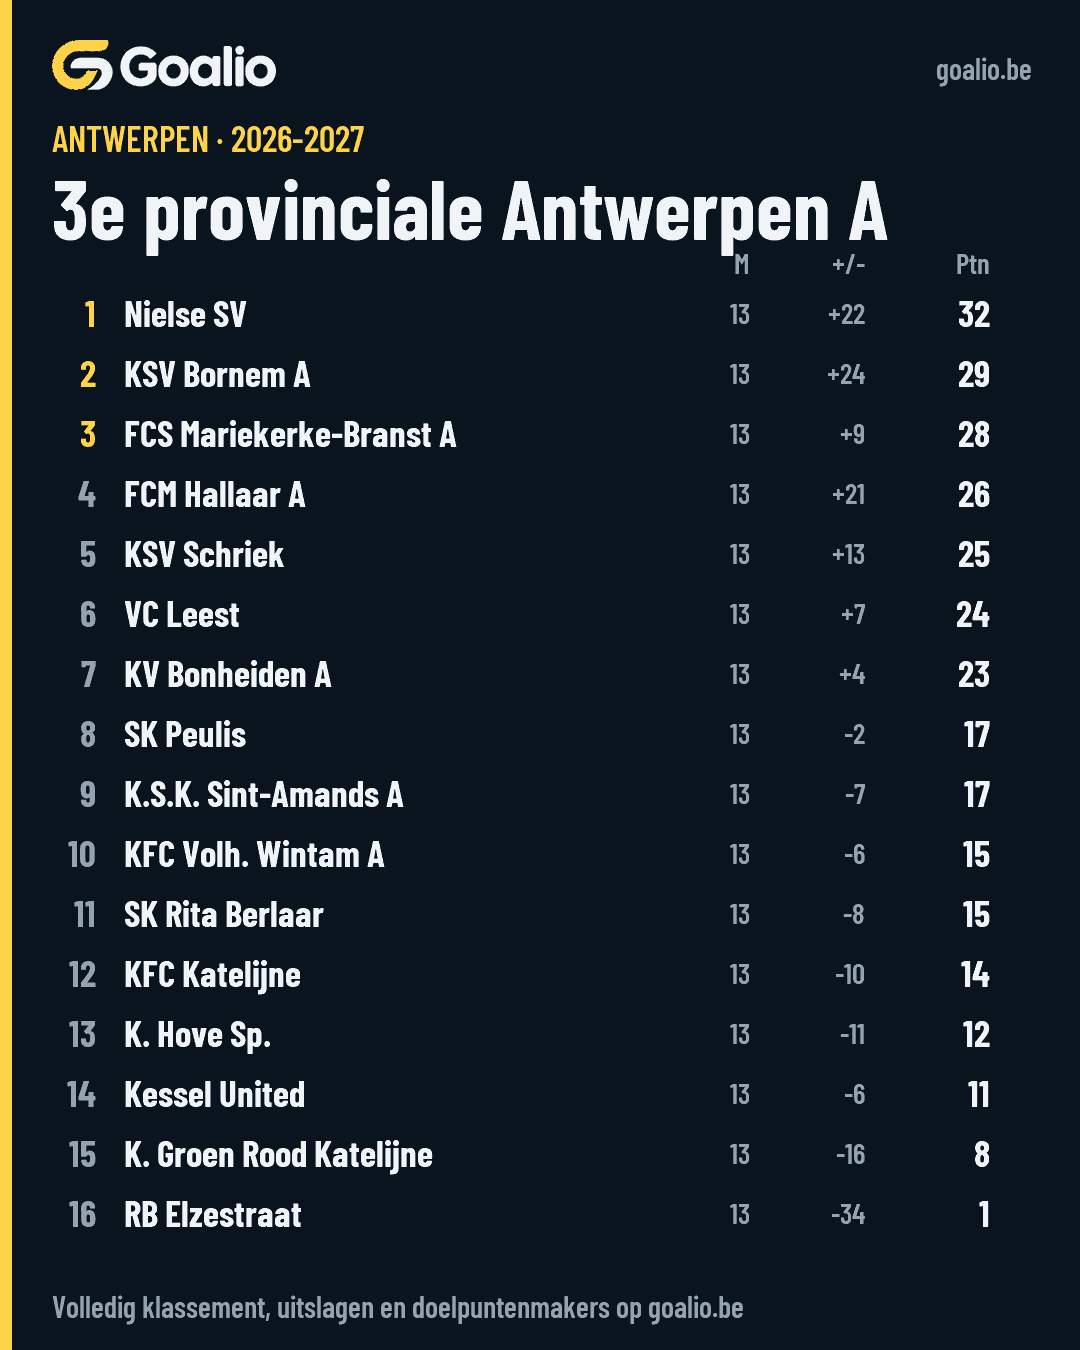 Goalio
goalio.be
ANTWERPEN · 2026-2027
3e provinciale Antwerpen A
M +/- Ptn
1 Nielse SV 13 +22 32
2 KSV Bornem A 13 +24 29
3 FCS Mariekerke-Branst A 13 +9 28
4 FCM Hallaar A 13 +21 26
5 KSV Schriek 13 +13 25
6 VC Leest 13 +7 24
7 KV Bonheiden A 13 +4 23
8 SK Peulis 13 -2 17
9 K.S.K. Sint-Amands A 13 -7 17
10 KFC Volh. Wintam A 13 -6 15
11 SK Rita Berlaar 13 -8 15
12 KFC Katelijne 13 -10 14
13 K. Hove Sp. 13 -11 12
14 Kessel United 13 -6 11
15 K. Groen Rood Katelijne 13 -16 8
16 RB Elzestraat 13 -34 1
Volledig klassement, uitslagen en doelpuntenmakers op goalio.be